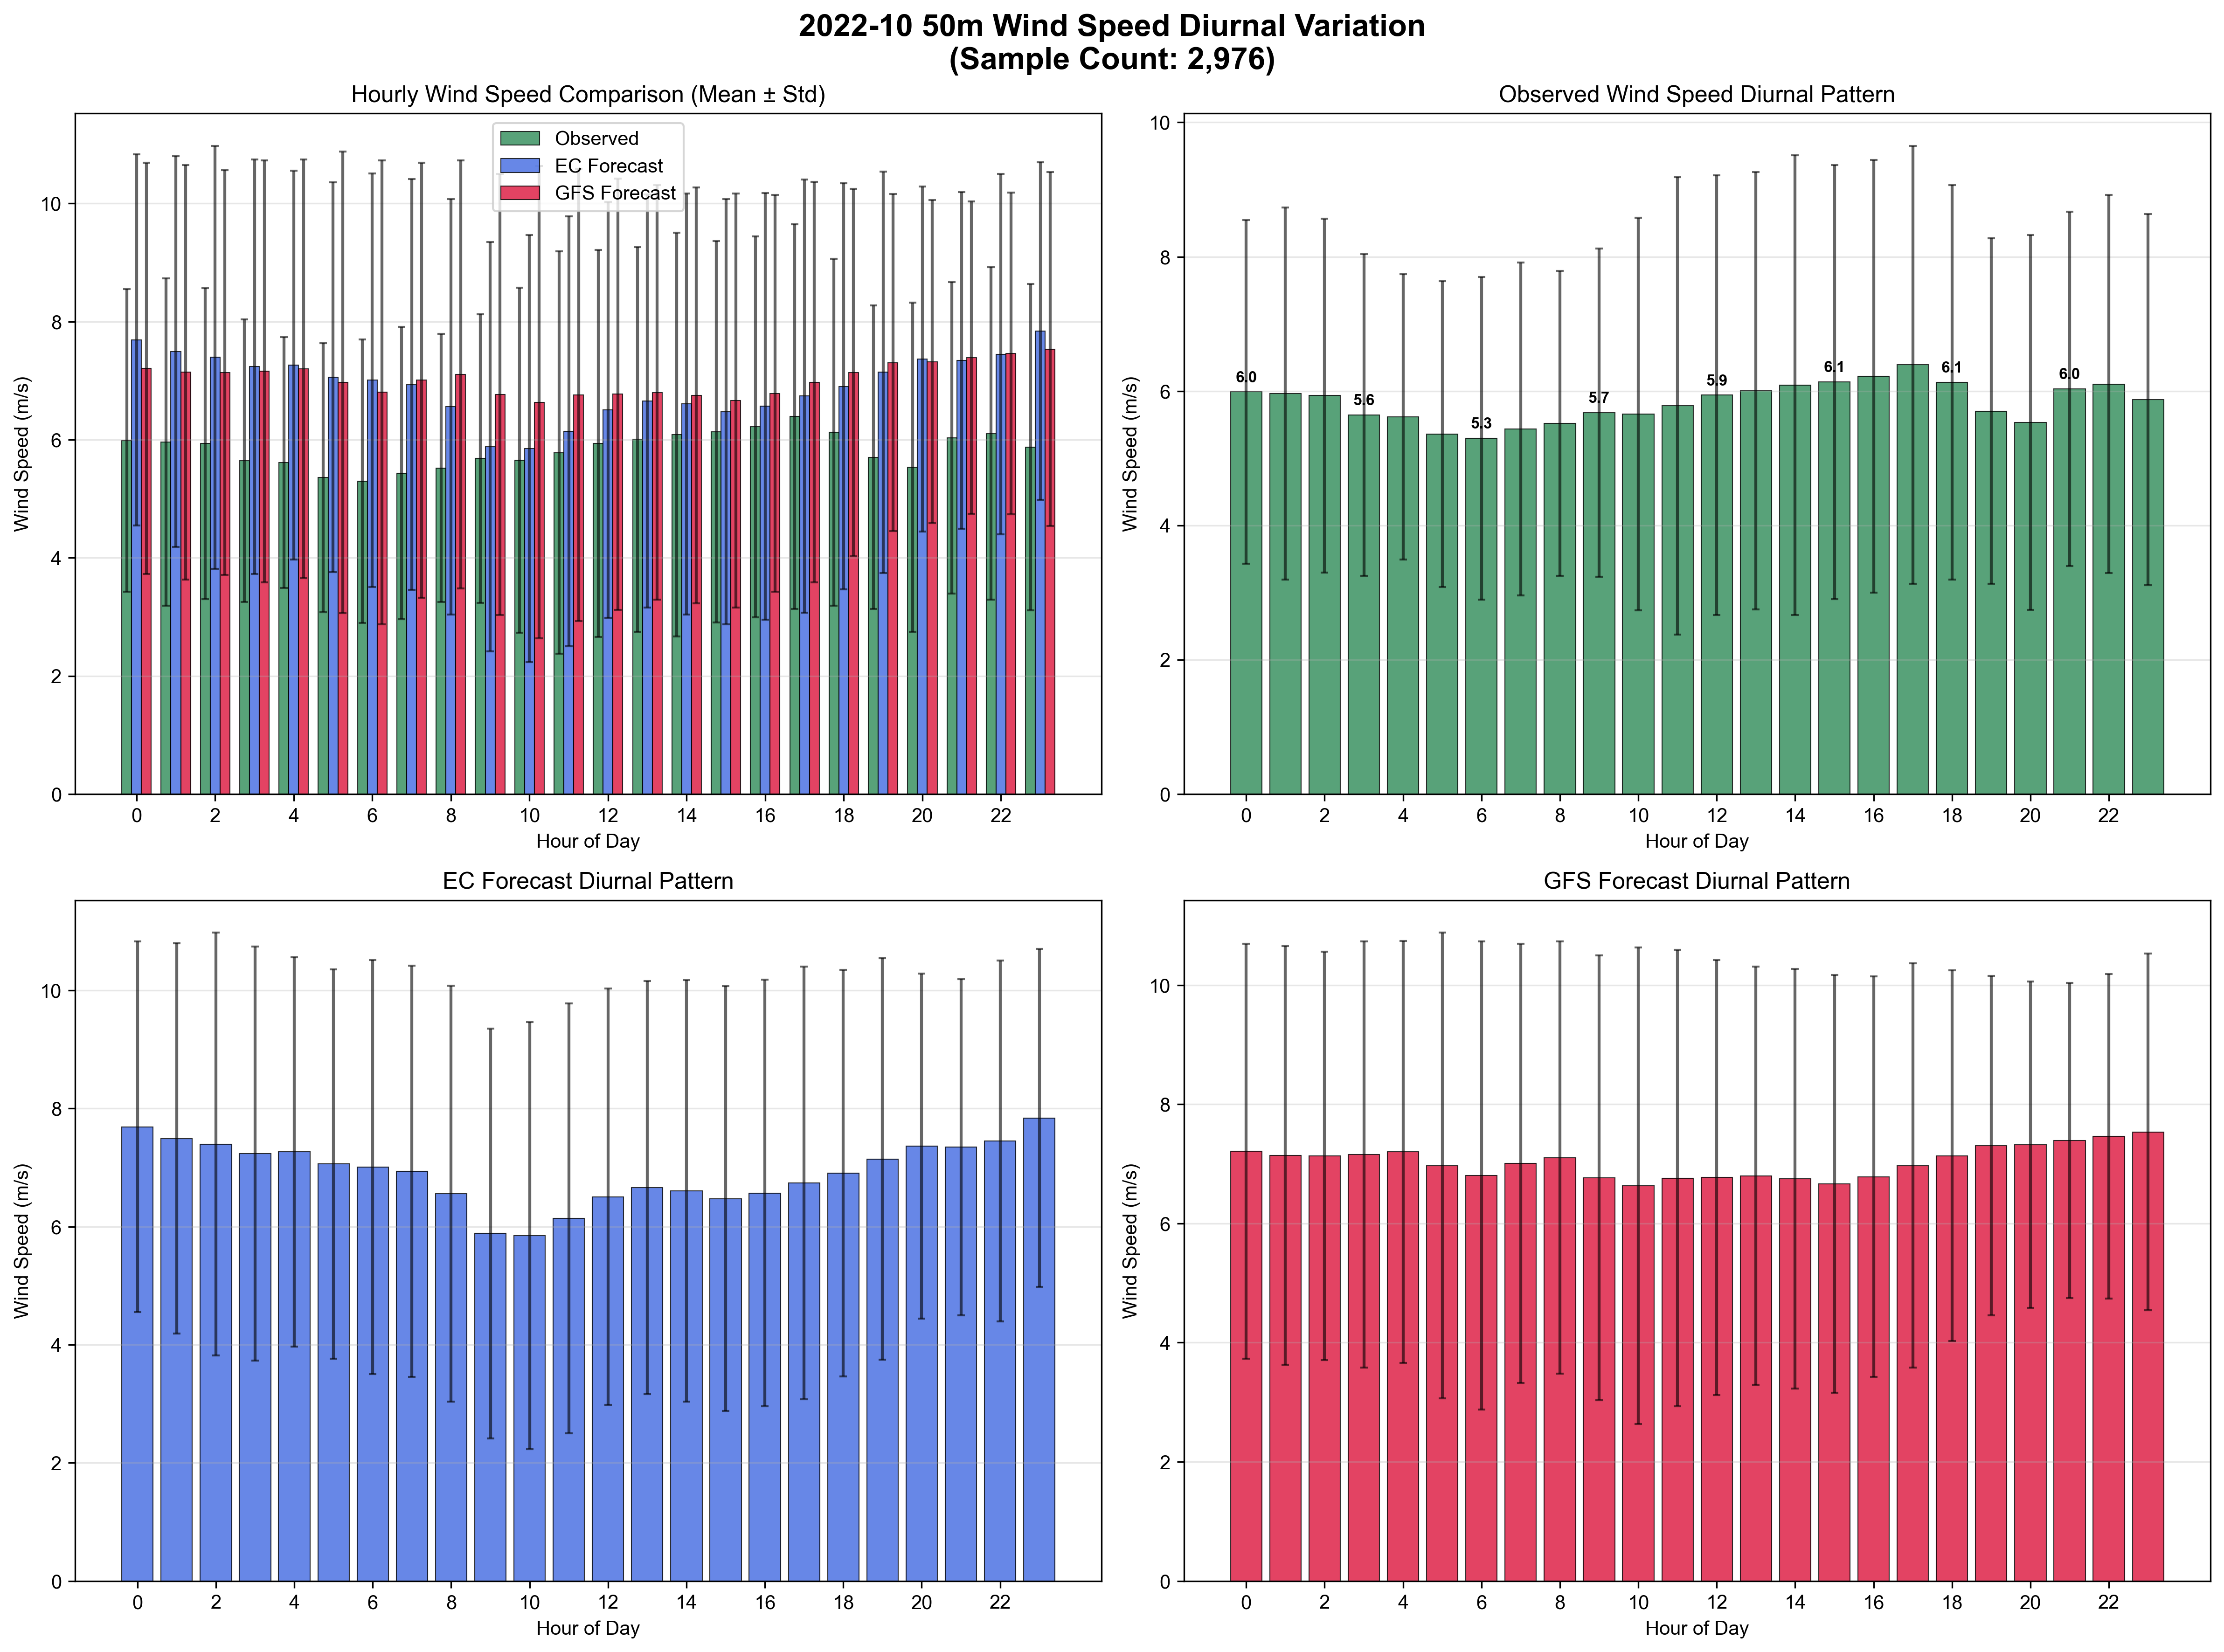 2022-10 50m Wind Speed Diurnal Variation
(Sample Count: 2,976)
Hourly Wind Speed Comparison (Mean ± Std)
Observed
EC Forecast
GFS Forecast
Wind Speed (m/s)
10
8
6
4
2
0
0 2 4 6 8 10 12 14 16 18 20 22
Hour of Day
Observed Wind Speed Diurnal Pattern
Wind Speed (m/s)
10
8
6
4
2
0
6.0 5.6 5.3 5.7 5.9 6.1 6.1 6.0
0 2 4 6 8 10 12 14 16 18 20 22
Hour of Day
EC Forecast Diurnal Pattern
Wind Speed (m/s)
10
8
6
4
2
0
0 2 4 6 8 10 12 14 16 18 20 22
Hour of Day
GFS Forecast Diurnal Pattern
Wind Speed (m/s)
10
8
6
4
2
0
0 2 4 6 8 10 12 14 16 18 20 22
Hour of Day